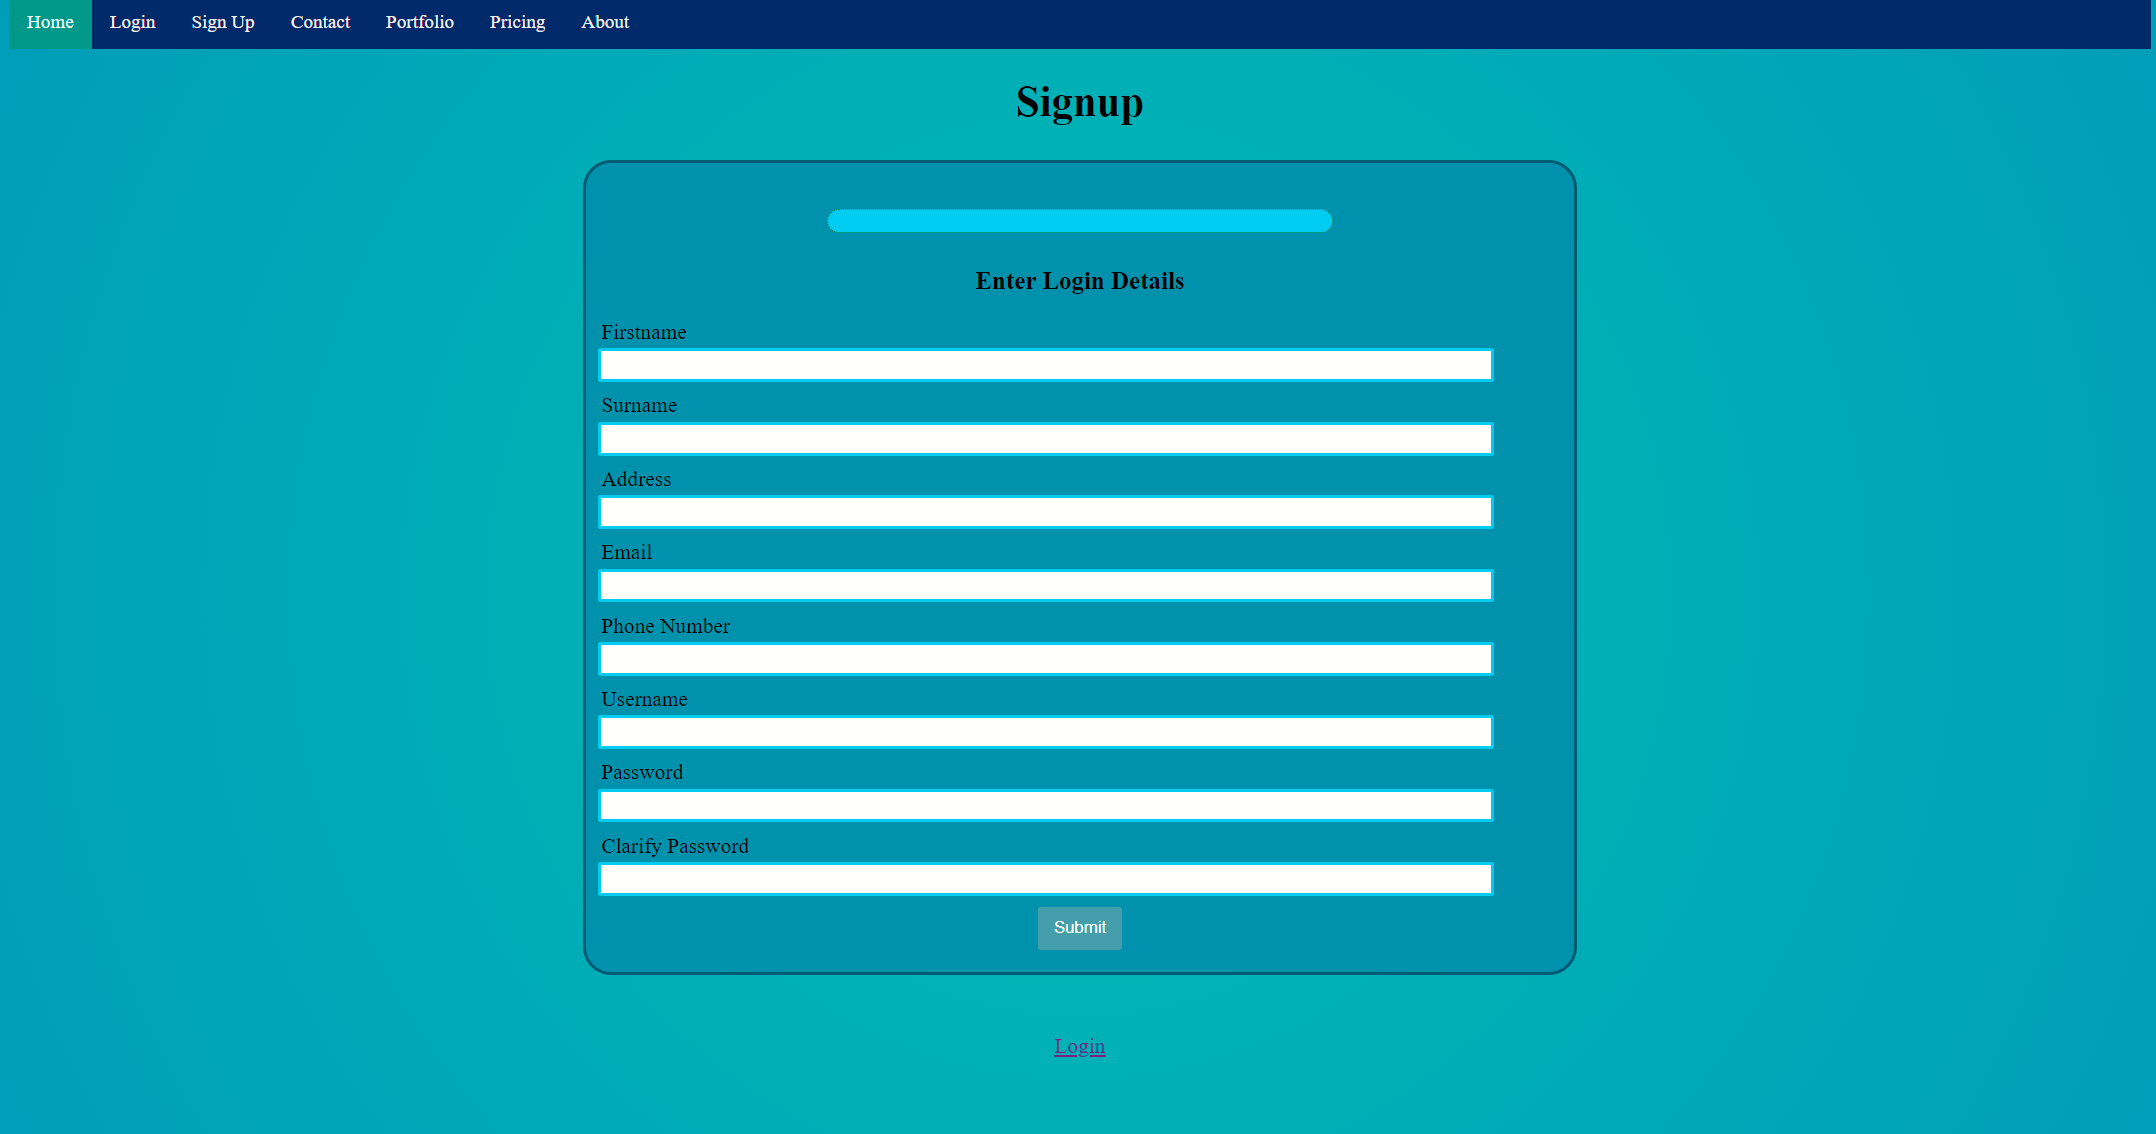 Home Login Sign Up Contact Portfolio Pricing About
Signup
Enter Login Details
Firstname
Surname
Address
Email
Phone Number
Username
Password
Clarify Password
Submit
Login